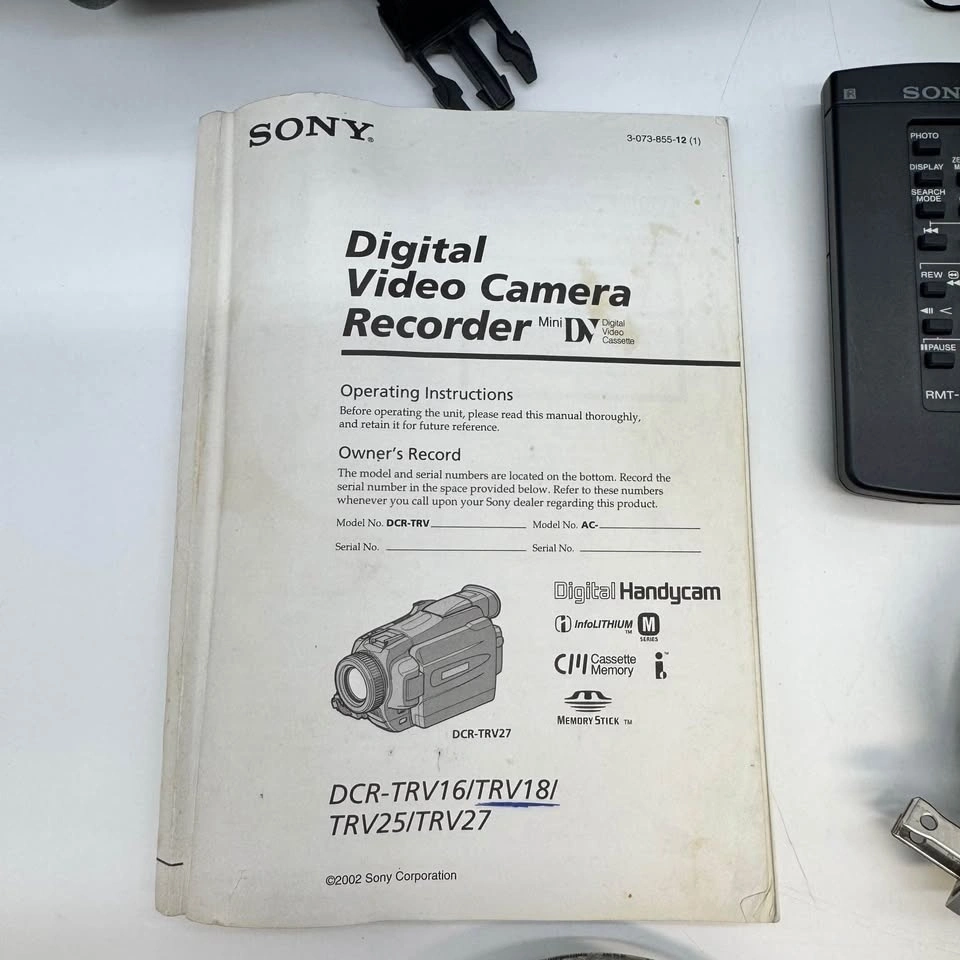 SONY®
3-073-855-12 (1)
Digital
Video Camera
Recorder
Mini DV Digital Video Cassette
Operating Instructions
Before operating the unit, please read this manual thoroughly,
and retain it for future reference.
Owner's Record
The model and serial numbers are located on the bottom. Record the
serial number in the space provided below. Refer to these numbers
whenever you call upon your Sony dealer regarding this product.
Model No. DCR-TRV Model No. AC-
Serial No. Serial No.
Digital Handycam
InfoLITHIUM™ M SERIES
Cassette
Memory
MEMORY STICK™
DCR-TRV27
DCR-TRV16/TRV18/
TRV25/TRV27
©2002 Sony Corporation
SON
PHOTO
DISPLAY
SEARCH
MODE
REW
PAUSE
RMT-